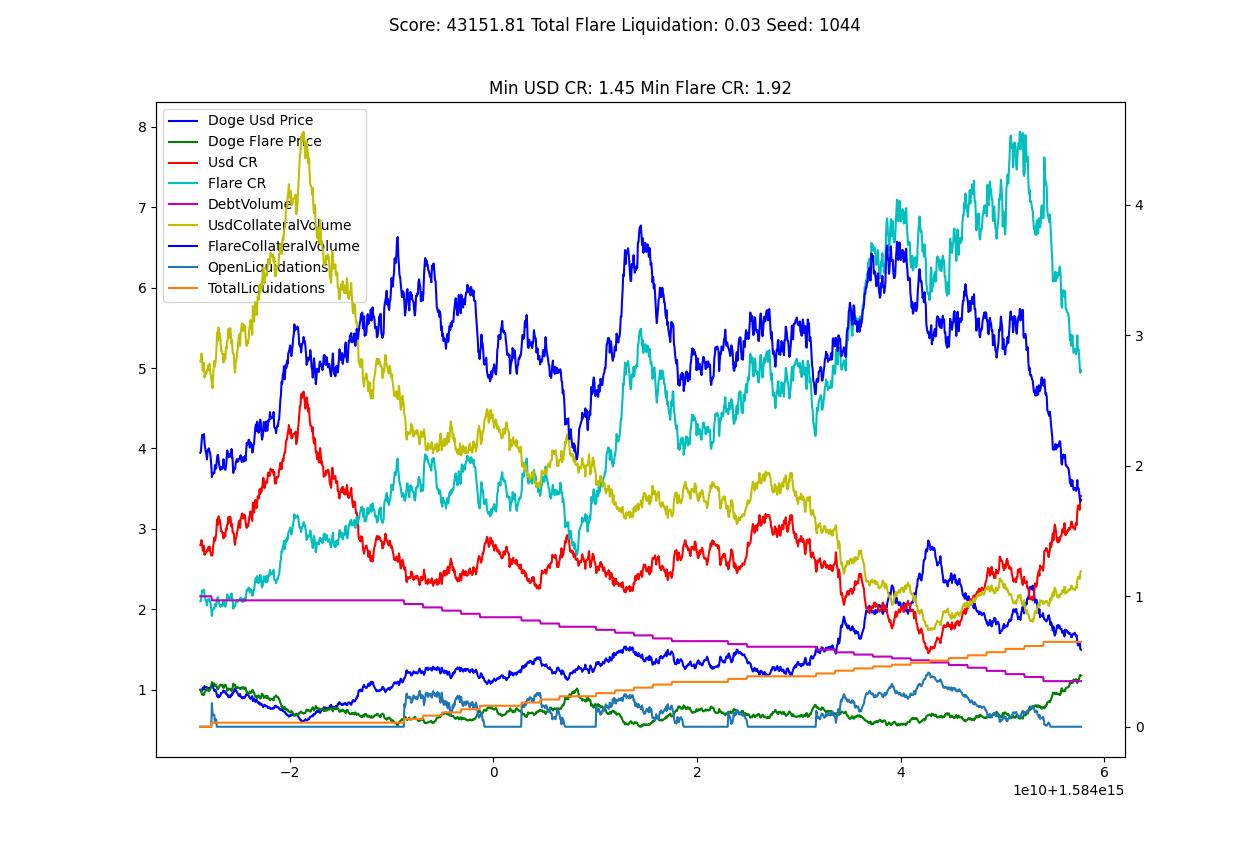 Score: 43151.81 Total Flare Liquidation: 0.03 Seed: 1044
Min USD CR: 1.45 Min Flare CR: 1.92
Doge Usd Price
Doge Flare Price
Usd CR
Flare CR
DebtVolume
UsdCollateralVolume
FlareCollateralVolume
OpenLiquidations
TotalLiquidations
8
7
6
5
4
3
2
1
4
3
2
1
0
−2
0
2
4
6
1e10+1.584e15